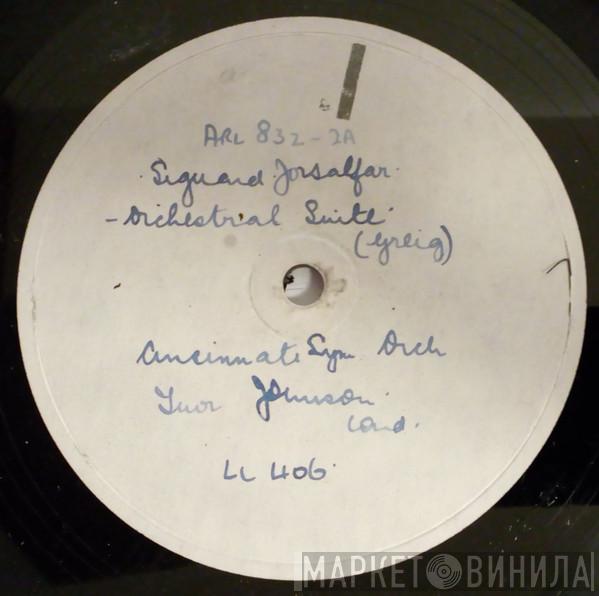 ARL 832-2A
Sigurd Jorsalfar.
- Orchestral Suite
(Grieg)
Cincinnati Sym Orch
Thor Johnson
Cond.
LL 406
МАРКЕТ ВИНИЛА